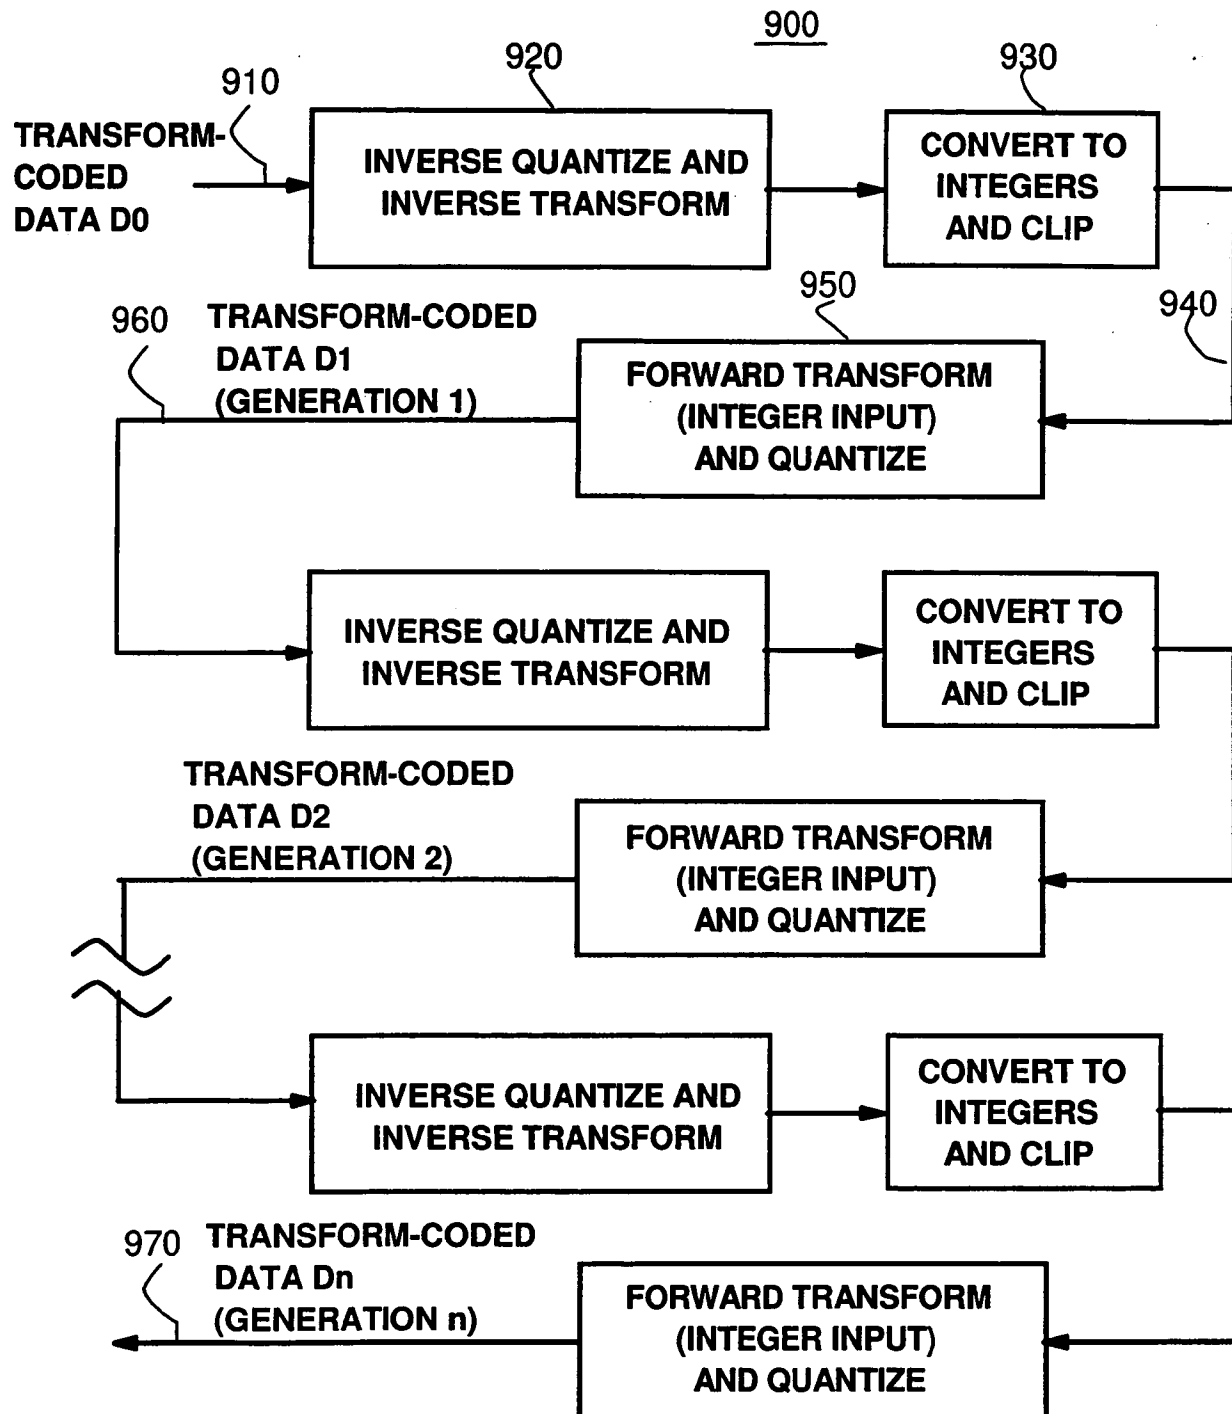 900
910
920
930
TRANSFORM-
CODED
DATA D0
INVERSE QUANTIZE AND
INVERSE TRANSFORM
CONVERT TO
INTEGERS
AND CLIP
940
950
960
TRANSFORM-CODED
DATA D1
(GENERATION 1)
FORWARD TRANSFORM
(INTEGER INPUT)
AND QUANTIZE
INVERSE QUANTIZE AND
INVERSE TRANSFORM
CONVERT TO
INTEGERS
AND CLIP
TRANSFORM-CODED
DATA D2
(GENERATION 2)
FORWARD TRANSFORM
(INTEGER INPUT)
AND QUANTIZE
INVERSE QUANTIZE AND
INVERSE TRANSFORM
CONVERT TO
INTEGERS
AND CLIP
970
TRANSFORM-CODED
DATA Dn
(GENERATION n)
FORWARD TRANSFORM
(INTEGER INPUT)
AND QUANTIZE